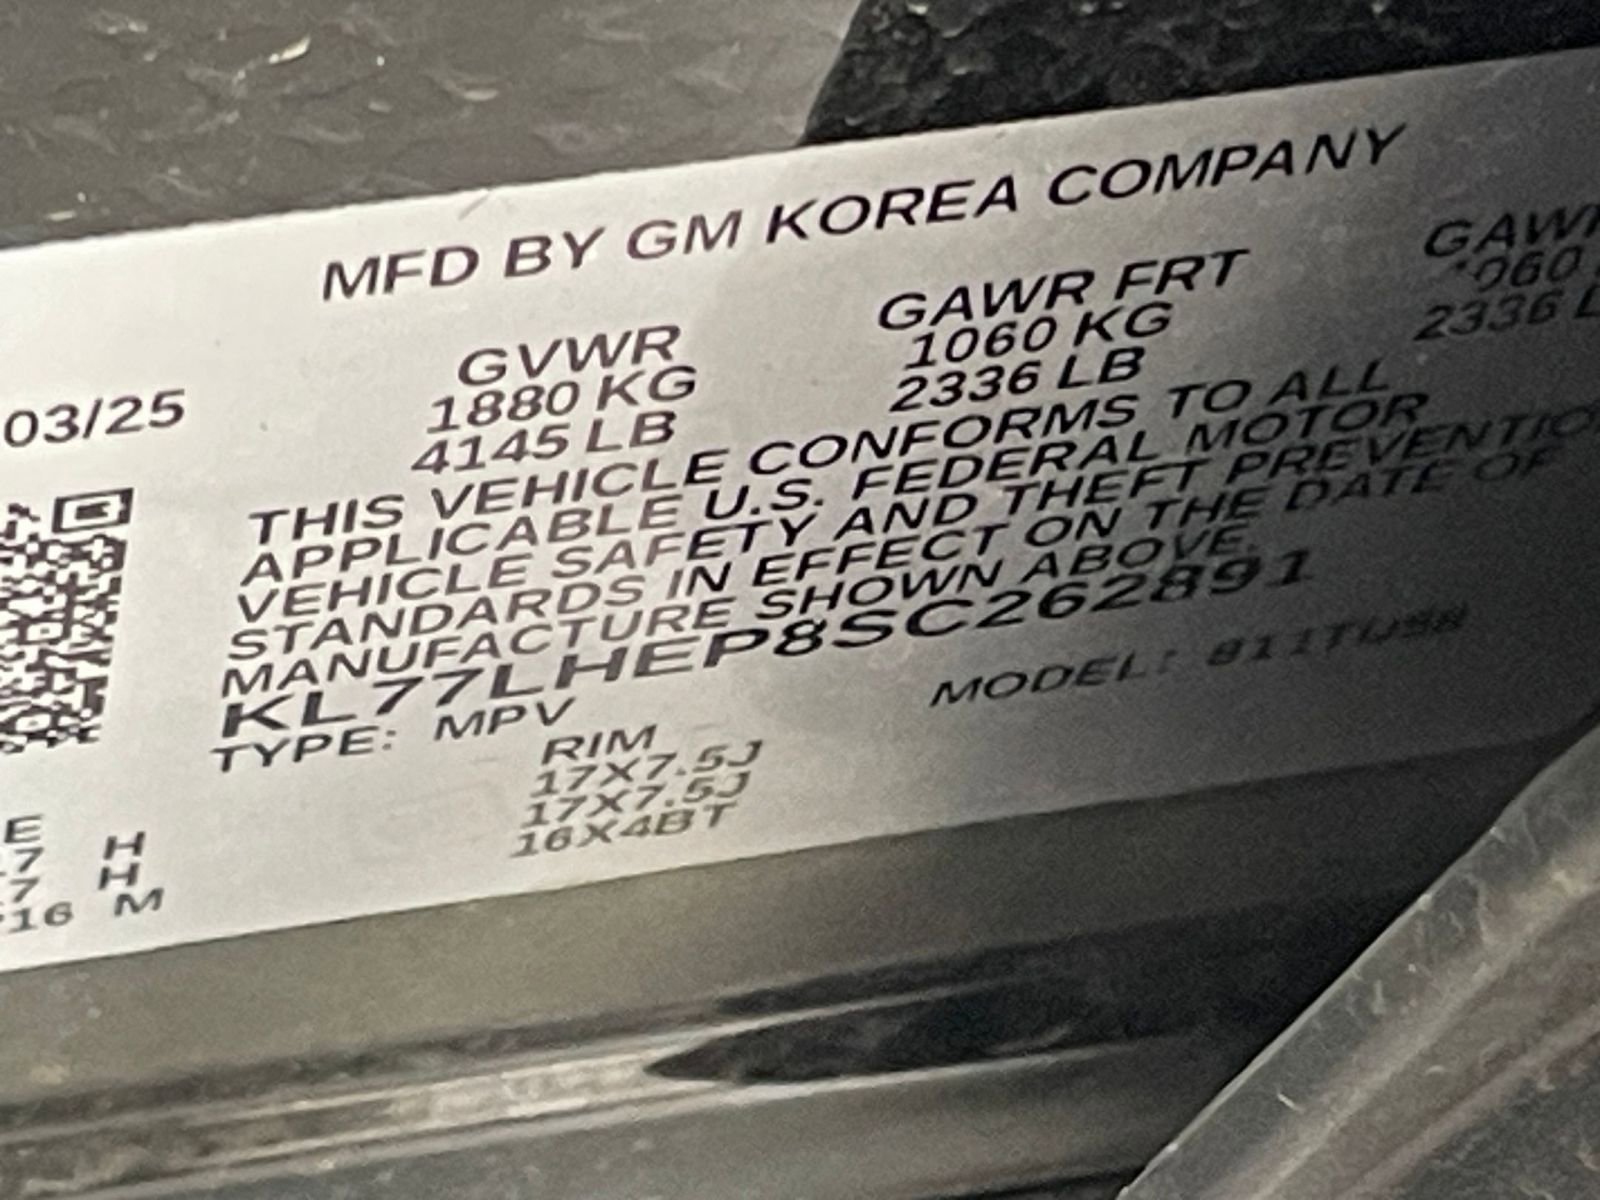 MFD BY GM KOREA COMPANY
03/25
GVWR
1880 KG
4145 LB
GAWR FRT
1060 KG
2336 LB
2336
THIS VEHICLE CONFORMS TO ALL
APPLICABLE U.S. FEDERAL MOTOR
VEHICLE SAFETY AND THEFT
STANDARDS IN EFFECT ON THE DATE OF
MANUFACTURE SHOWN ABOVE.
KL77LHEP8SC262891
TYPE: MPV
MODEL:
RIM
17X7.5J
17X7.5J
16X4BT
H
H
M